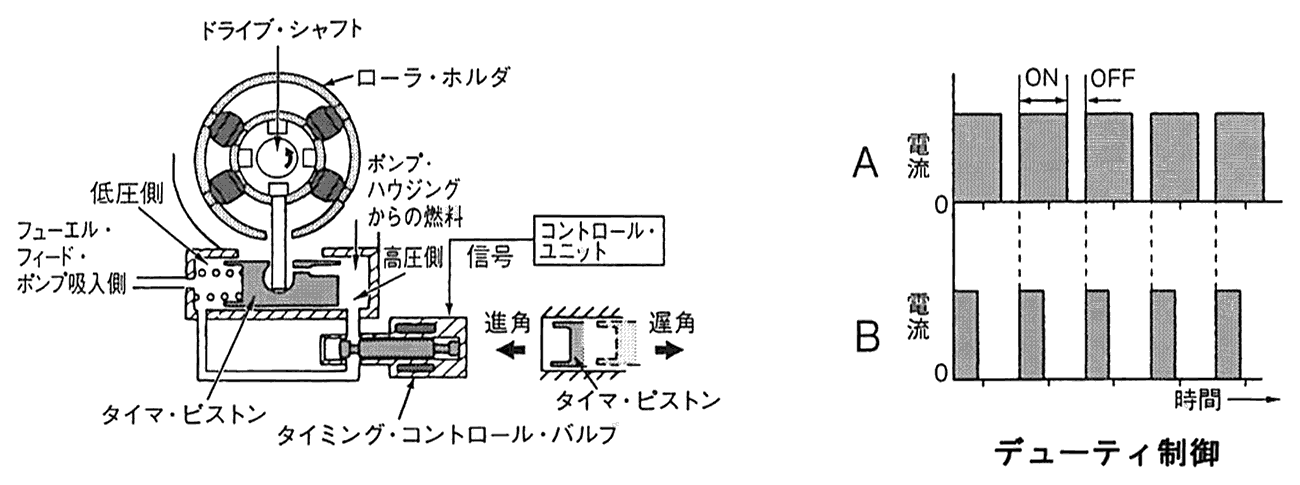 ドライブ・シャフト
ローラ・ホルダ
ポンプ・
ハウジング
からの燃料
低圧側
フューエル・
フィード・
ポンプ吸入側
高圧側
信号
コントロール・
ユニット
進角
遅角
タイマ・ピストン
タイマ・ピストン
タイミング・コントロール・バルブ
ON
OFF
A
電流
0
B
電流
0
時間
デューティ制御